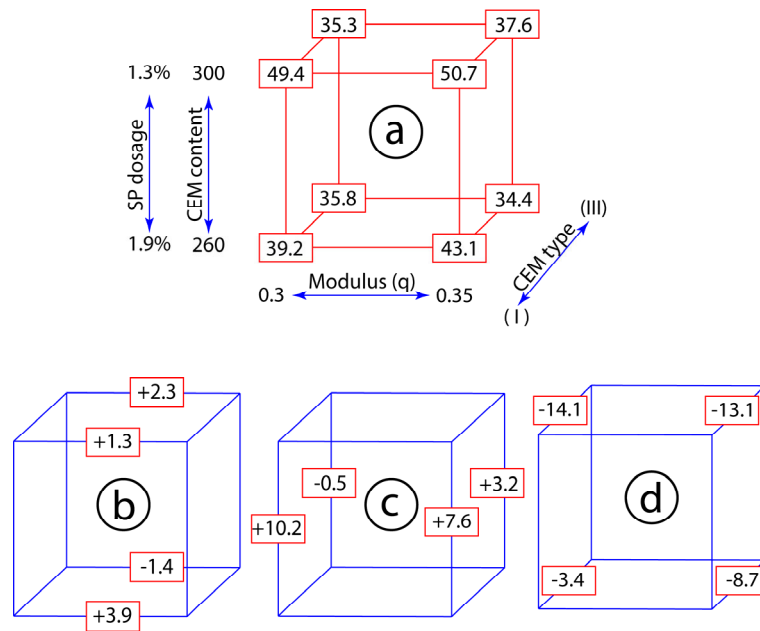 35.3 37.6
1.3% 300 49.4 50.7
SP dosage
CEM content
a
35.8 34.4
(III)
1.9% 260 39.2 43.1
CEM type
Modulus (q)
0.3 0.35
( I )
+2.3
+1.3
b
-1.4
+3.9
-0.5 +3.2
c
+10.2 +7.6
-14.1 -13.1
d
-3.4 -8.7